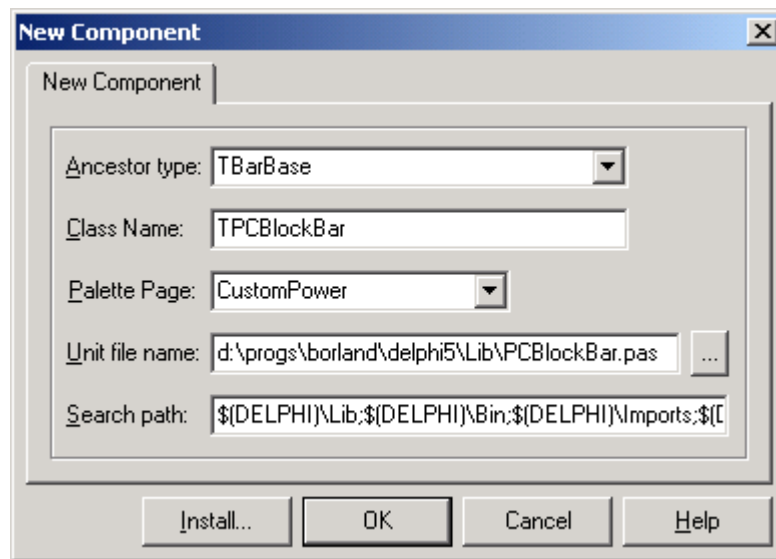 New Component
New Component
Ancestor type: TBarBase
Class Name: TPCBlockBar
Palette Page: CustomPower
Unit file name: d:\progs\borland\delphi5\Lib\PCBlockBar.pas ...
Search path: $(DELPHI)\Lib;$(DELPHI)\Bin;$(DELPHI)\Imports;$(D
Install... OK Cancel Help